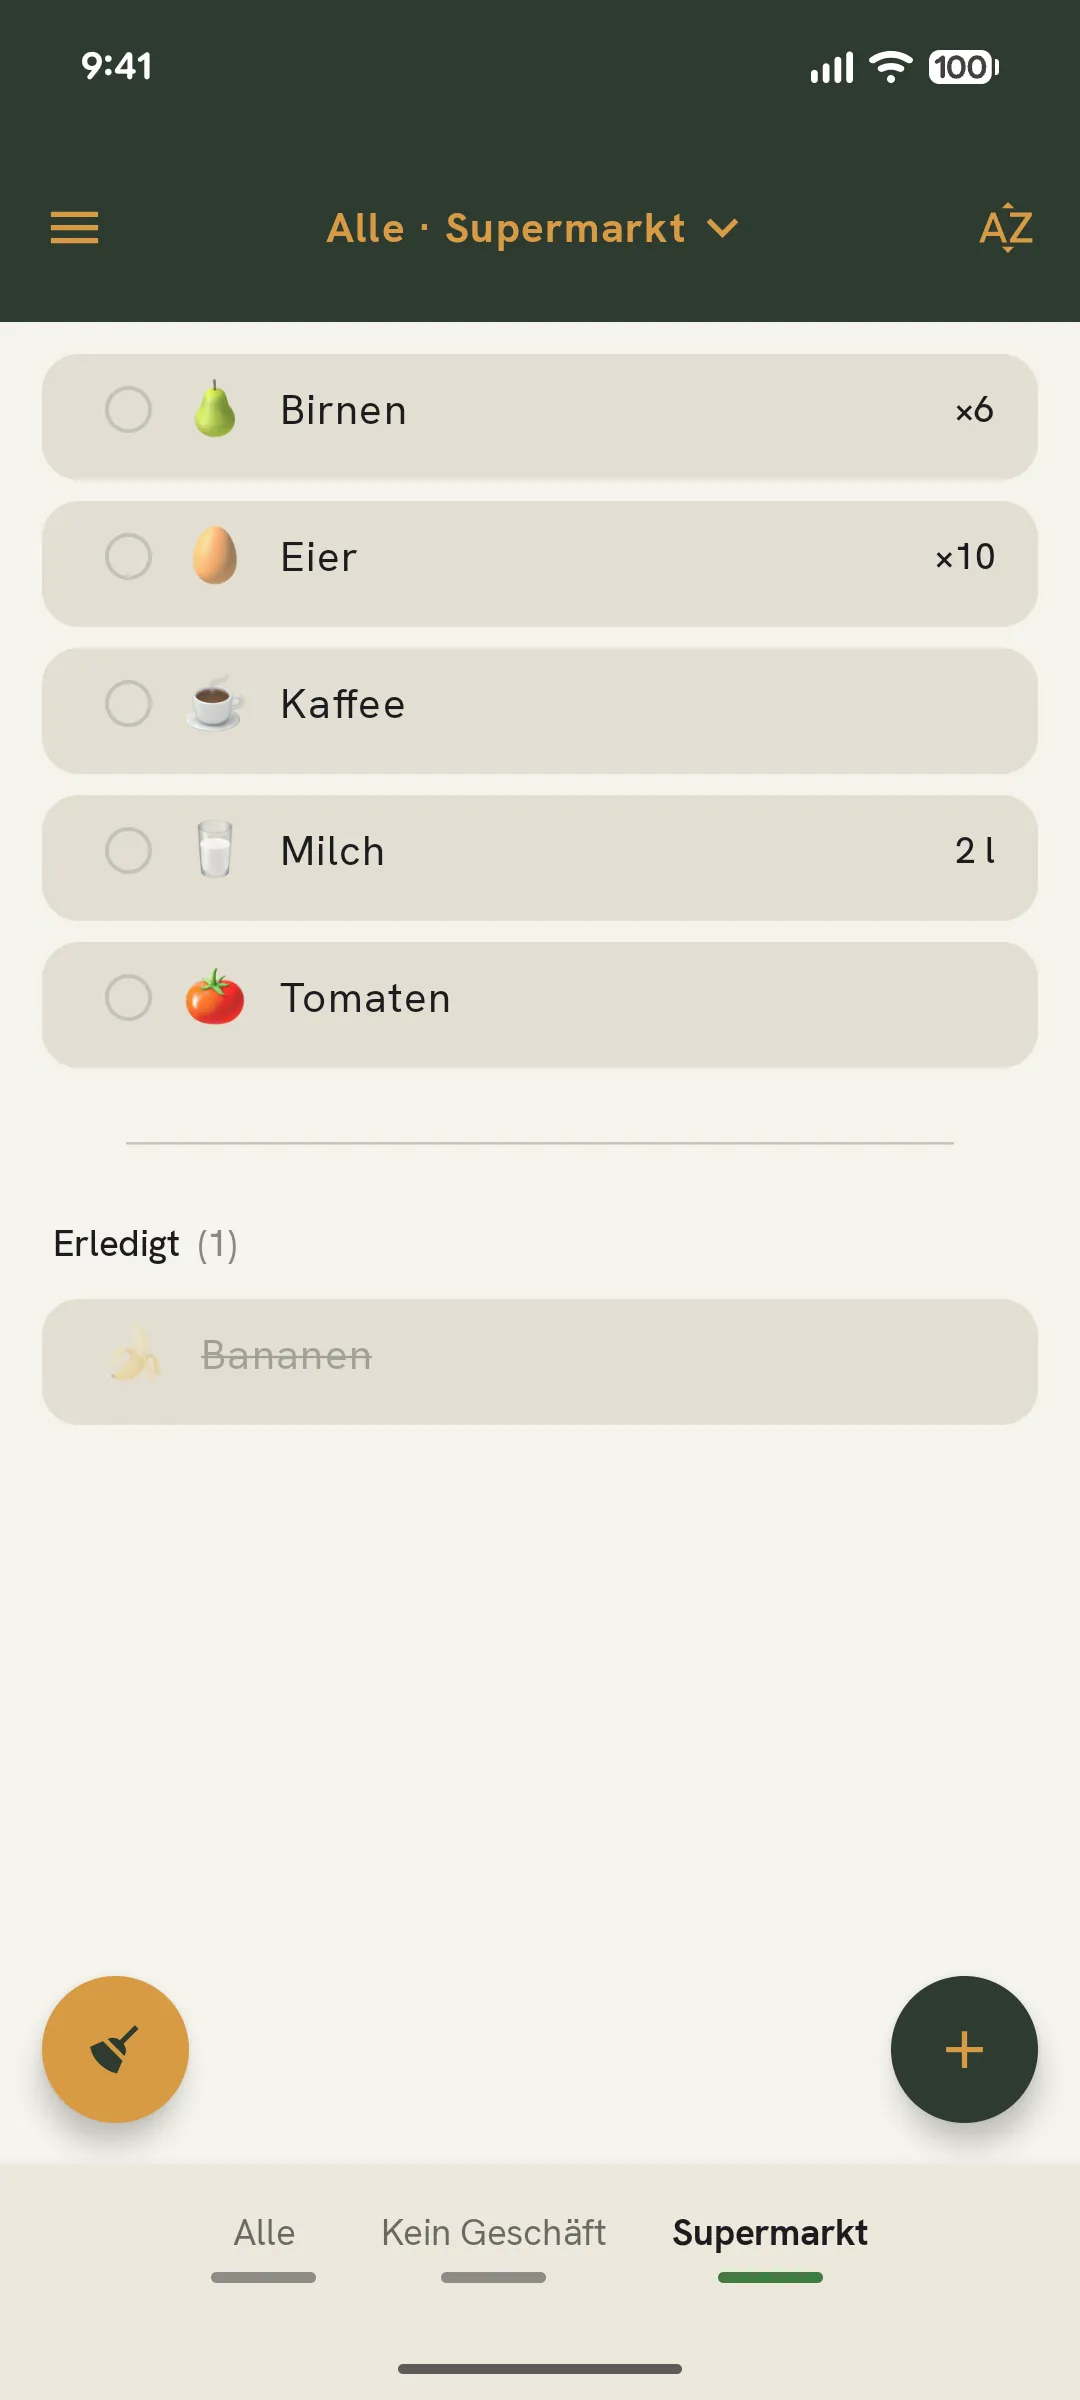 9:41
100
Alle · Supermarkt
AZ
Birnen ×6
Eier ×10
Kaffee
Milch 2 l
Tomaten
Erledigt (1)
Bananen
Alle Kein Geschäft Supermarkt